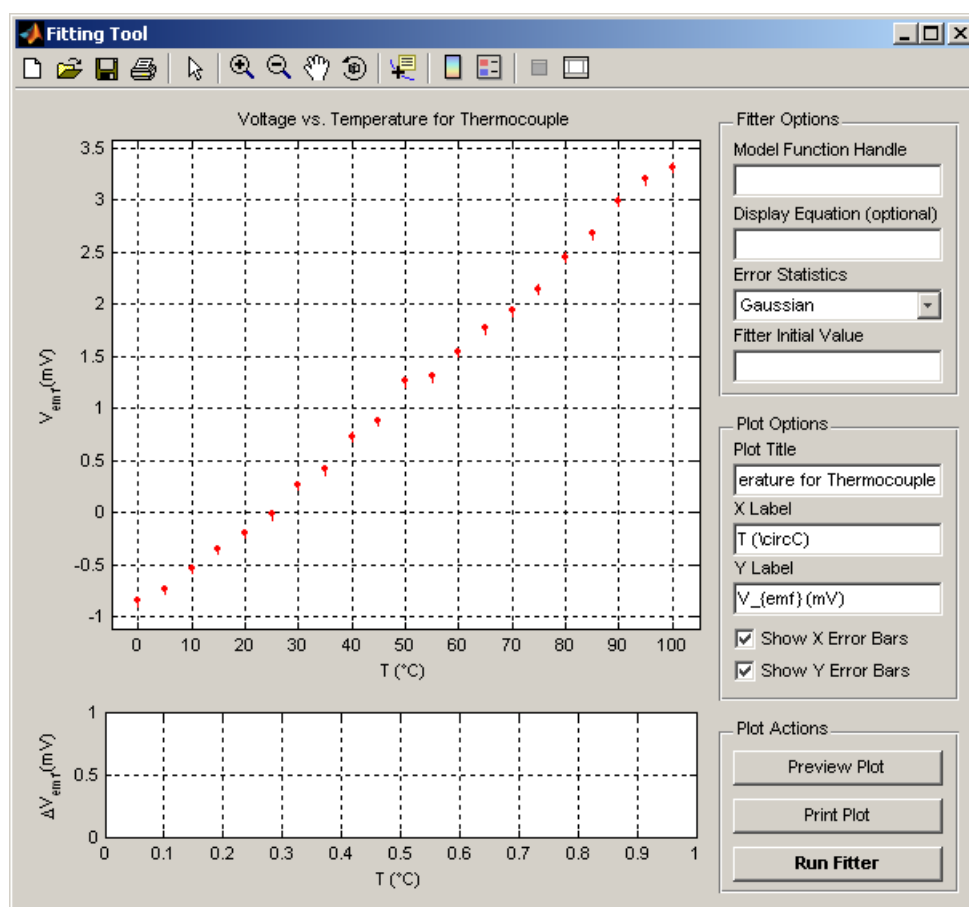 Fitting Tool
Voltage vs. Temperature for Thermocouple
3.5
3
2.5
2
1.5
1
0.5
0
-0.5
-1
V_emf(mV)
0 10 20 30 40 50 60 70 80 90 100
T (°C)
1
0.5
0
ΔV_emf(mV)
0 0.1 0.2 0.3 0.4 0.5 0.6 0.7 0.8 0.9 1
T (°C)
Fitter Options
Model Function Handle
Display Equation (optional)
Error Statistics
Gaussian
Fitter Initial Value
Plot Options
Plot Title
erature for Thermocouple
X Label
T (\circC)
Y Label
V_{emf} (mV)
Show X Error Bars
Show Y Error Bars
Plot Actions
Preview Plot
Print Plot
Run Fitter